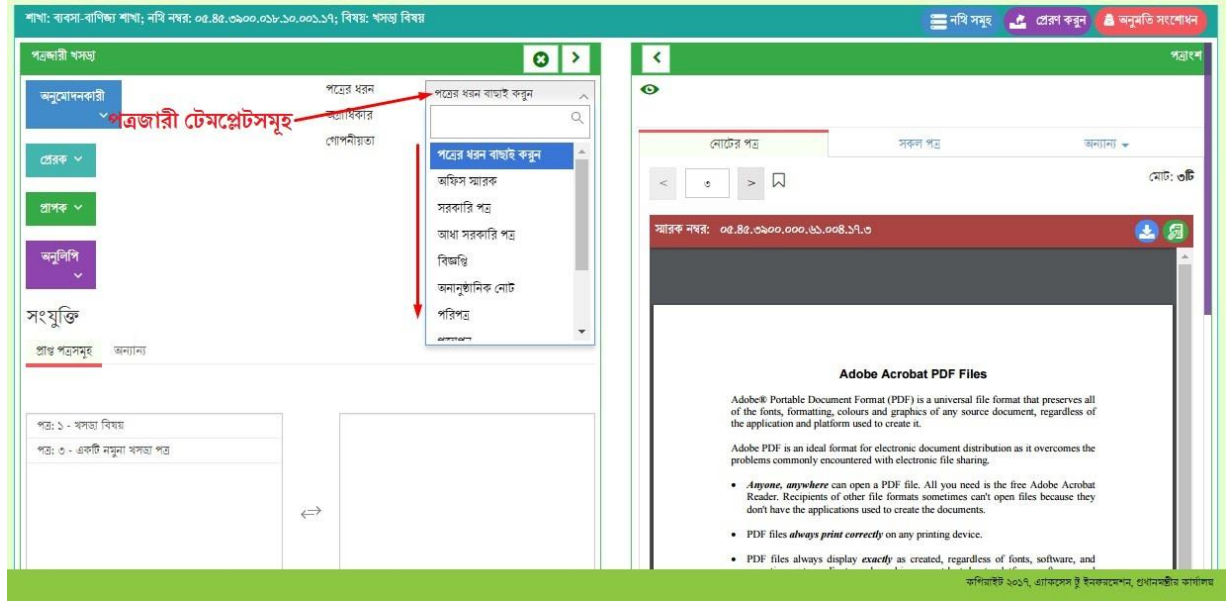 শাখা: ব্যবসা-বাণিজ্য শাখা; নথি নম্বর: ০৫.৪৫.৩৯০০.০১৮.১০.০০১.১৭; বিষয়: খসড়া বিষয়
নথি সমূহ
প্রেরণ করুন
অনুমতি সংশোধন
পত্রজারী খসড়া
অনুমোদনকারী
পত্রের ধরন
গোপনীয়তা
পত্রজারী টেমপ্লেটসমূহ
প্রেরক
প্রাপক
অনুলিপি
পত্রের ধরন বাছাই করুন
পত্রের ধরন বাছাই করুন
অফিস স্মারক
সরকারি পত্র
আধা সরকারি পত্র
বিজ্ঞপ্তি
অনানুষ্ঠানিক নোট
পরিপত্র
সংযুক্তি
প্রাপ্ত পত্রসমূহ
অন্যান্য
পত্র: ১ - খসড়া বিষয়
পত্র: ৩ - একটি নমুনা খসড়া পত্র
পত্রাংশ
নোটের পত্র
সকল পত্র
অন্যান্য
< ৩ >
মোট: ৩টি
স্মারক নম্বর: ০৫.৪৫.৩৯০০.০০০.৬১.০০৪.১৭.৩
Adobe Acrobat PDF Files
Adobe® Portable Document Format (PDF) is a universal file format that preserves all
of the fonts, formatting, colours and graphics of any source document, regardless of
the application and platform used to create it.
Adobe PDF is an ideal format for electronic document distribution as it overcomes the
problems commonly encountered with electronic file sharing.
• Anyone, anywhere can open a PDF file. All you need is the free Adobe Acrobat
Reader. Recipients of other file formats sometimes can't open files because they
don't have the applications used to create the documents.
• PDF files always print correctly on any printing device.
• PDF files always display exactly as created, regardless of fonts, software, and
কপিরাইট ২০১৭, এ্যাকসেস টু ইনফরমেশন, প্রধানমন্ত্রীর কার্যালয়